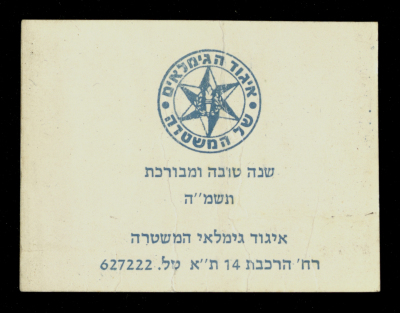 איגוד הגימלאים
של המשטרה
שנה טובה ומבורכת
תשמ''ה
איגוד גימלאי המשטרה
רח' הרכבת 14 ת''א טל. 627222